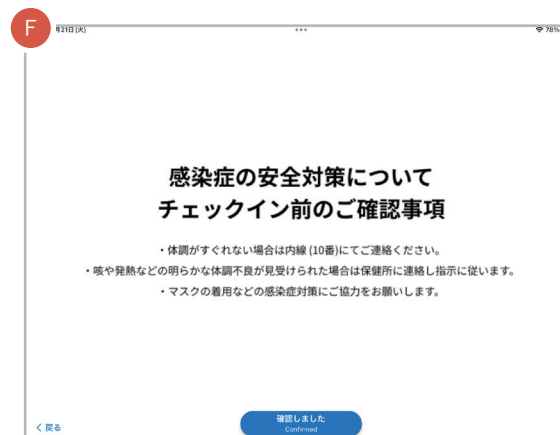 F
月21日(火)
78%
感染症の安全対策について
チェックイン前のご確認事項
・体調がすぐれない場合は内線 (10番)にてご連絡ください。
・咳や発熱などの明らかな体調不良が見受けられた場合は保健所に連絡し指示に従います。
・マスクの着用などの感染症対策にご協力をお願いします。
く 戻る
確認しました
Confirmed